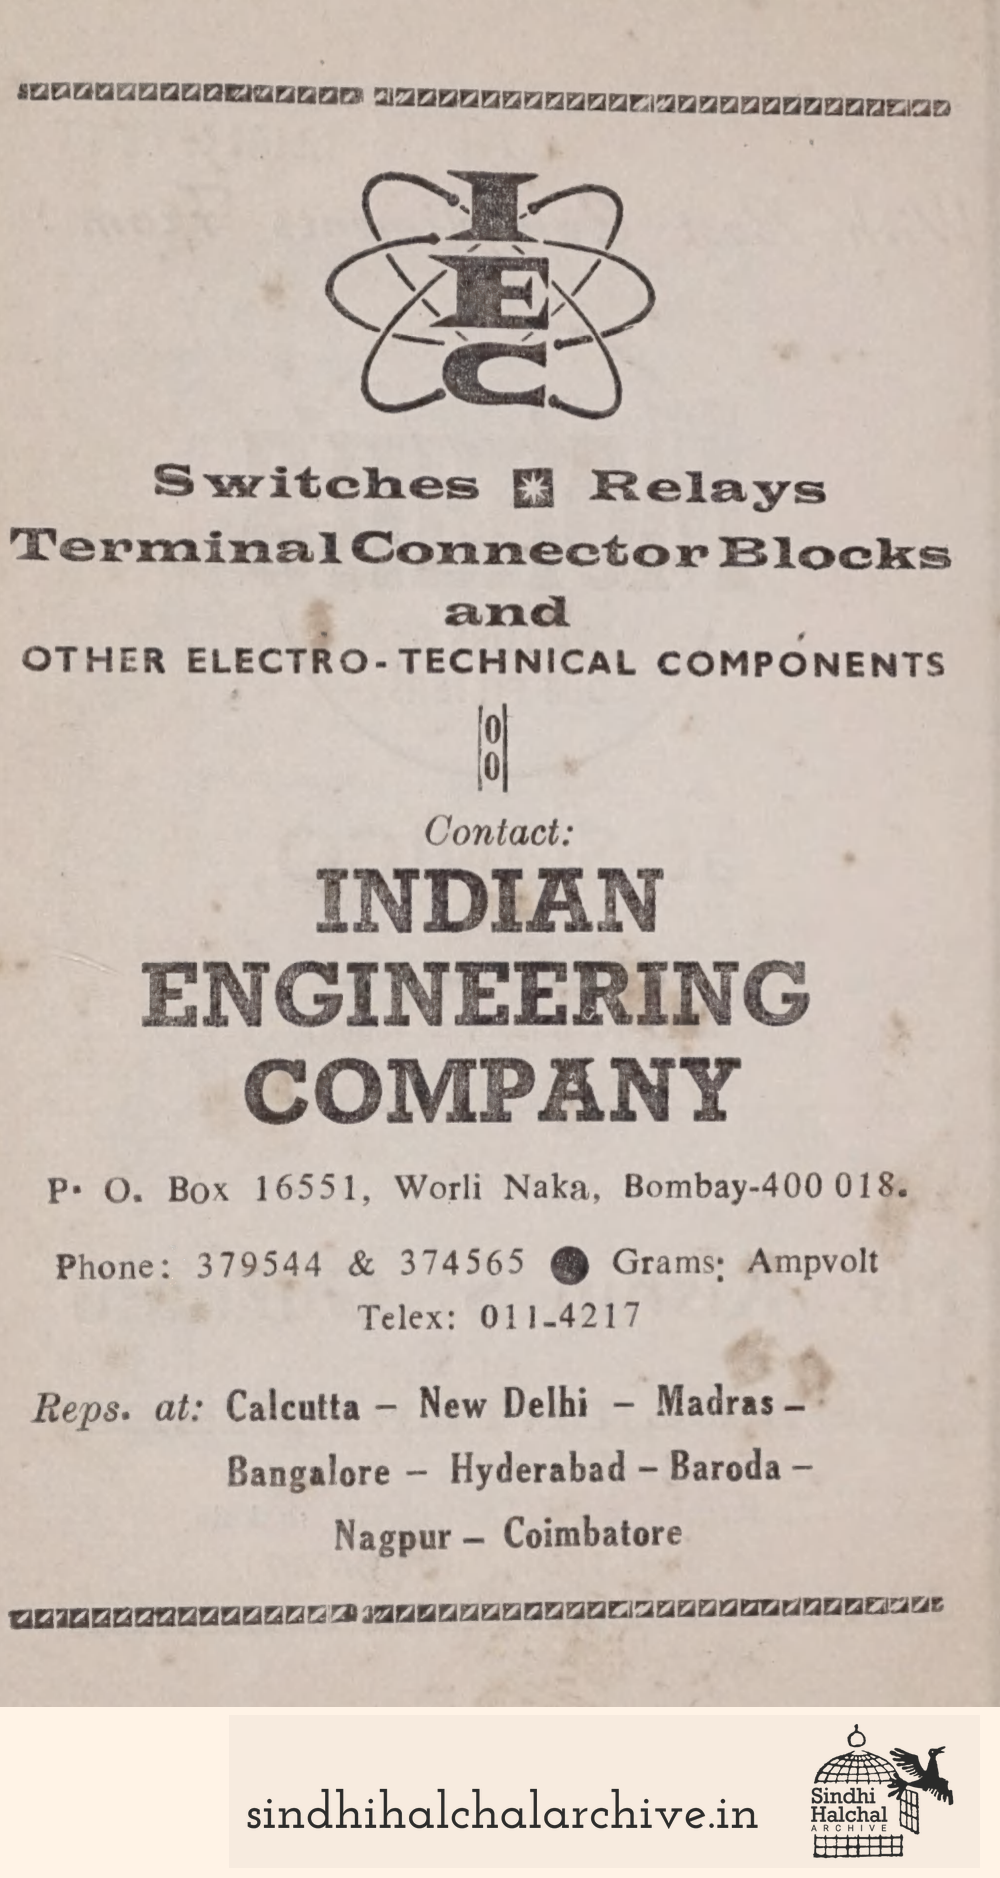 I
E
C
Switches Relays
Terminal Connector Blocks
and
OTHER ELECTRO-TECHNICAL COMPONENTS
Contact:
INDIAN
ENGINEERING
COMPANY
P. O. Box 16551, Worli Naka, Bombay-400 018.
Phone: 379544 & 374565 ● Grams: Ampvolt
Telex: 011-4217
Reps. at: Calcutta – New Delhi – Madras –
Bangalore – Hyderabad – Baroda –
Nagpur – Coimbatore
sindhihalchalarchive.in
Sindhi
Halchal
ARCHIVE